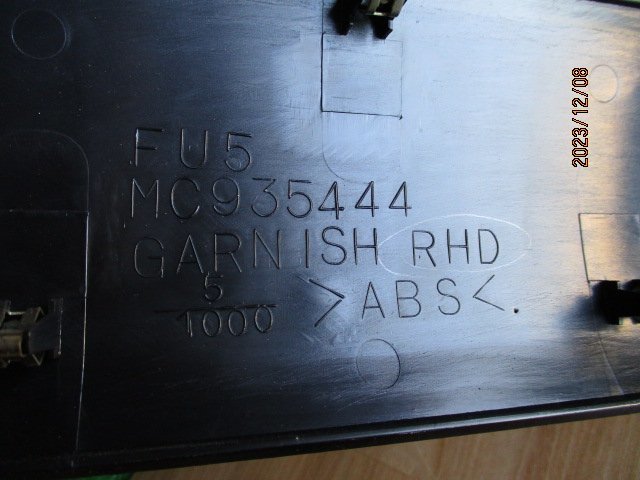 FU5
MC935444
GARNISH RHD
5
1000 >ABS<.
2023/12/08